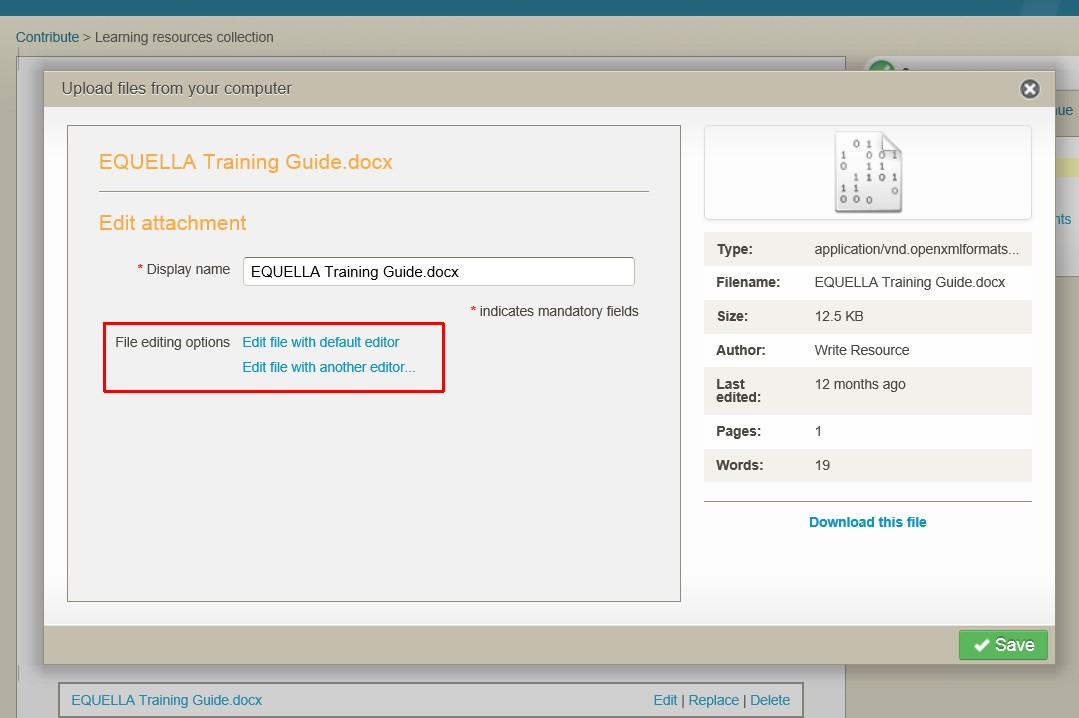 Contribute > Learning resources collection
Upload files from your computer
EQUELLA Training Guide.docx
Edit attachment
* Display name EQUELLA Training Guide.docx
* indicates mandatory fields
File editing options Edit file with default editor
Edit file with another editor...
Type: application/vnd.openxmlformats...
Filename: EQUELLA Training Guide.docx
Size: 12.5 KB
Author: Write Resource
Last edited: 12 months ago
Pages: 1
Words: 19
Download this file
Save
EQUELLA Training Guide.docx Edit | Replace | Delete